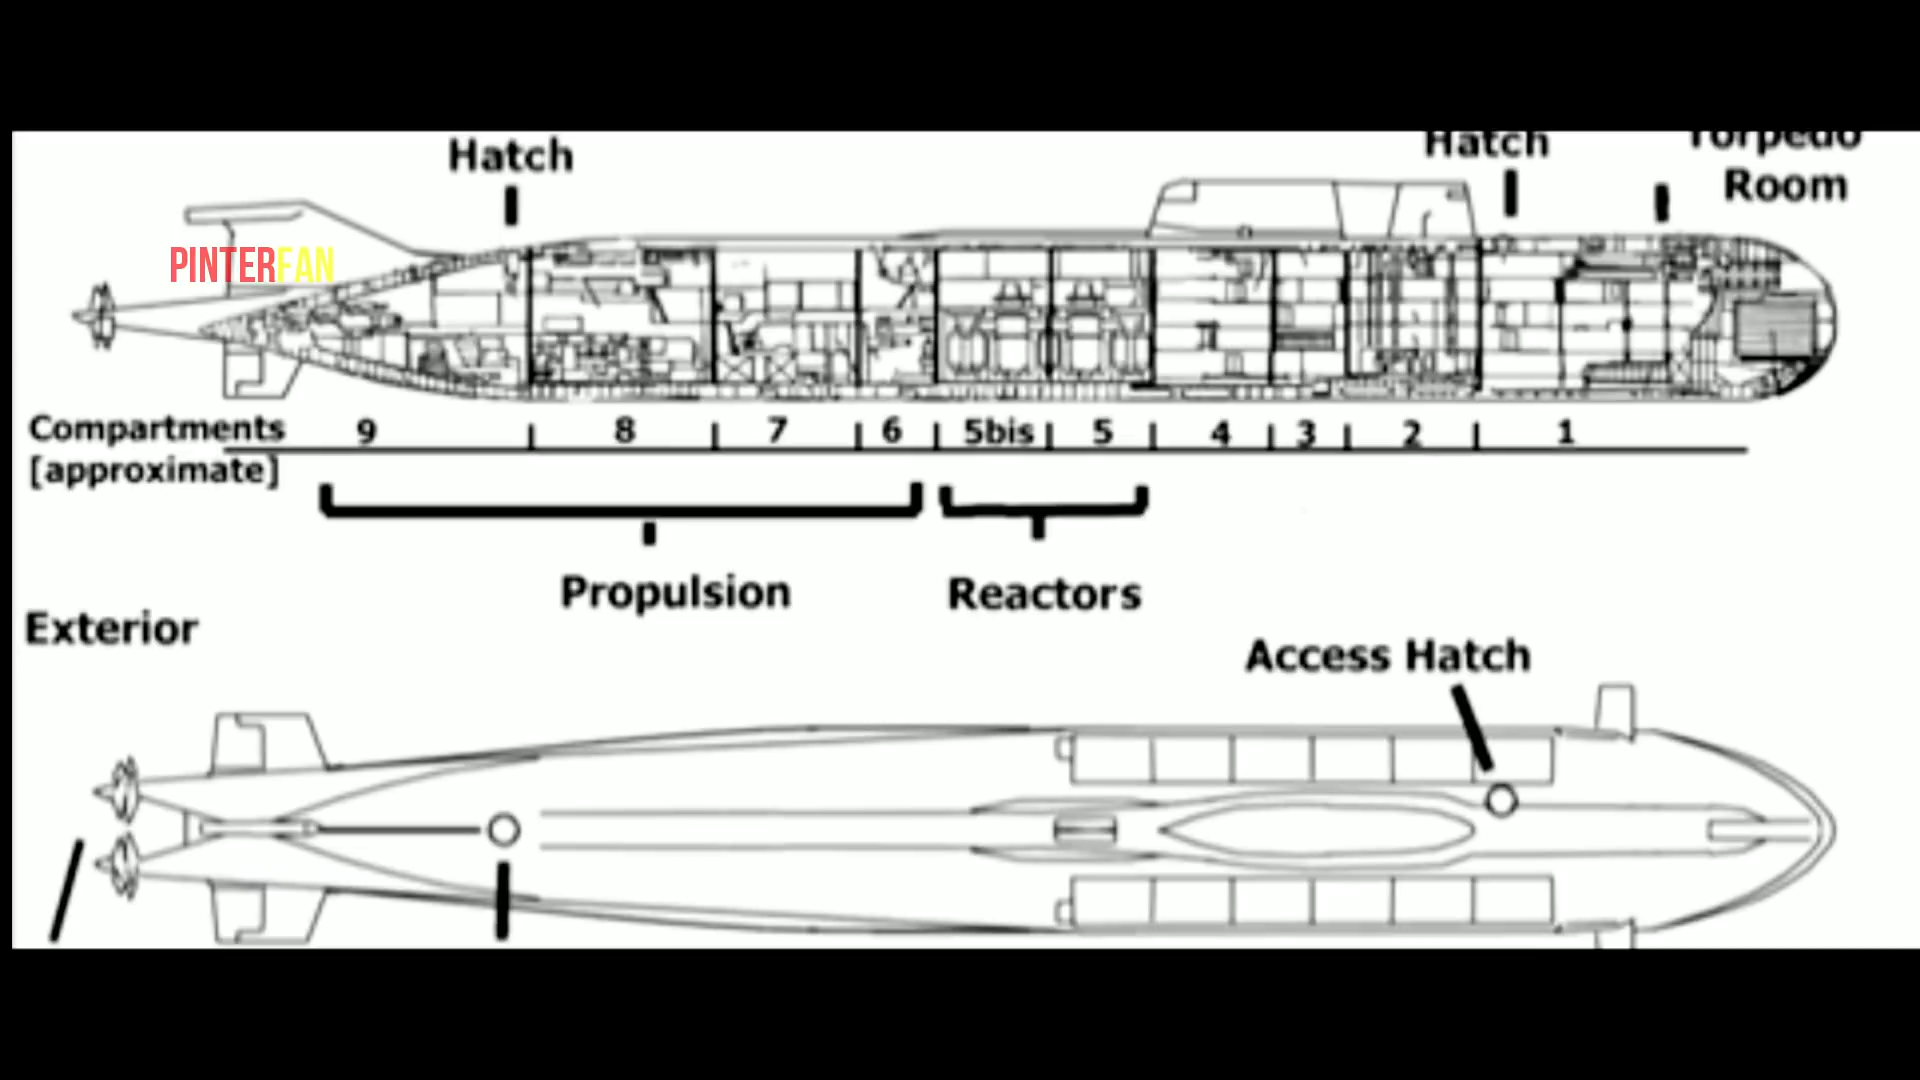 Hatch
Hatch
Torpedo
Room
PINTERFAN
Compartments
[approximate]
9 8 7 6 5bis 5 4 3 2 1
Propulsion
Reactors
Exterior
Access Hatch